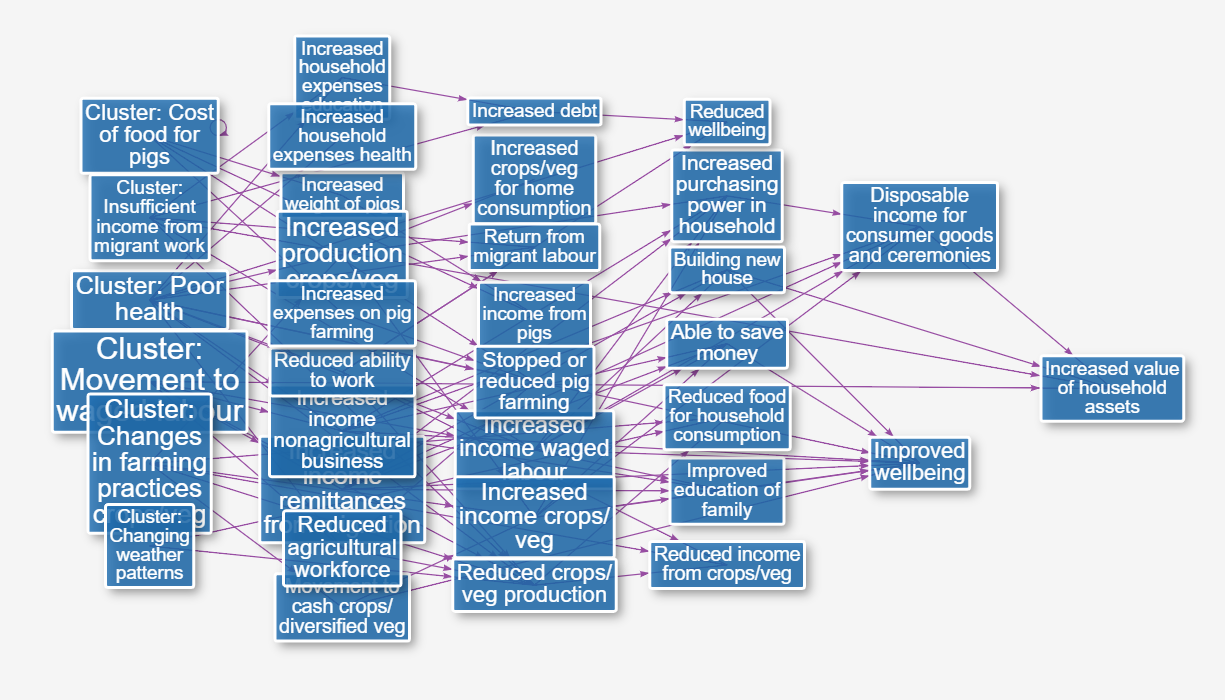 Cluster: Cost
of food for
pigs
Cluster:
Insufficient
income from
migrant work
Cluster: Poor
health
Cluster:
Movement to
Cluster:
Changes
in farming
practices
Cluster:
Changing
weather
patterns
Increased
household
expenses
education
Increased
household
expenses health
Increased
weight of pigs
Increased
production
crops/veg
Increased
expenses on pig
farming
Reduced ability
to work
Increased
income
nonagricultural
business
income
remittances
Reduced
agricultural
workforce
Movement to
cash crops/
diversified veg
Increased debt
Increased
crops/veg
for home
consumption
Return from
migrant labour
Increased
income from
pigs
Stopped or
reduced pig
farming
Increased
income waged
labour
Increased
income crops/
veg
Reduced crops/
veg production
Reduced
wellbeing
Increased
purchasing
power in
household
Building new
house
Able to save
money
Reduced food
for household
consumption
Improved
education of
family
Reduced income
from crops/veg
Disposable
income for
consumer goods
and ceremonies
Improved
wellbeing
Increased value
of household
assets